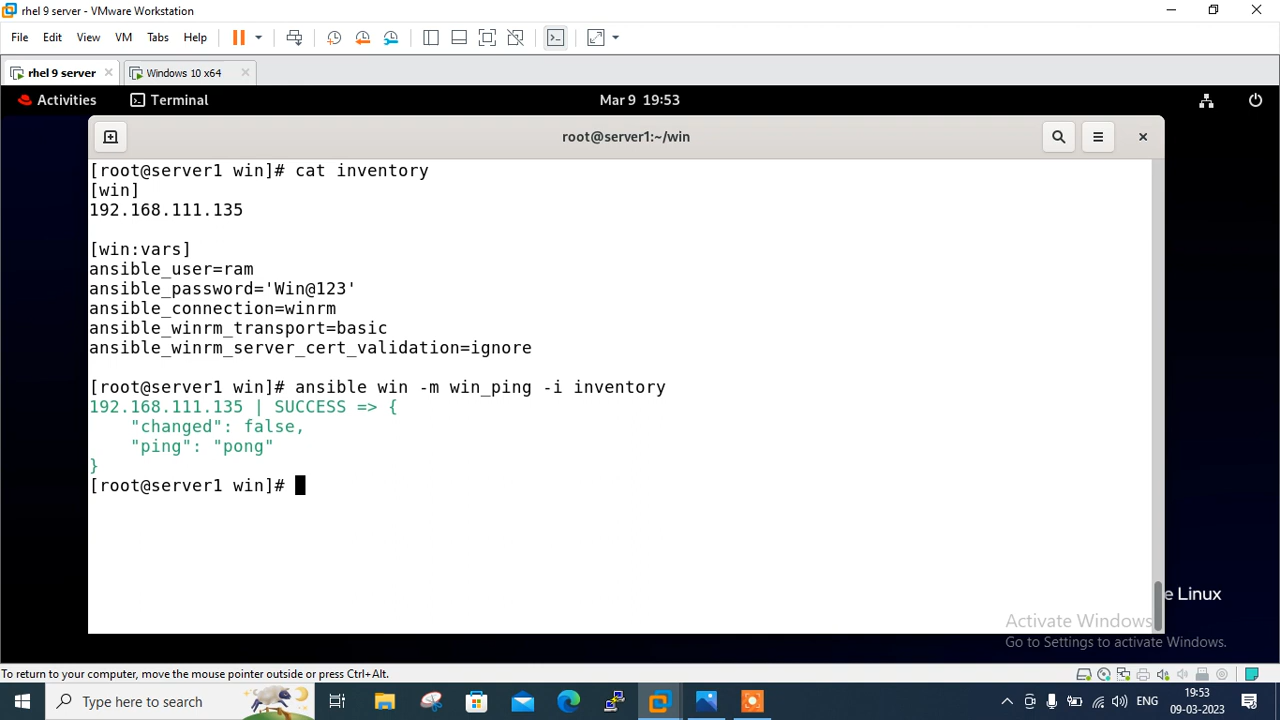 rhel 9 server - VMware Workstation
File Edit View VM Tabs Help
rhel 9 server Windows 10 x64
Activities Terminal Mar 9 19:53
root@server1:~/win
[root@server1 win]# cat inventory
[win]
192.168.111.135
[win:vars]
ansible_user=ram
ansible_password='Win@123'
ansible_connection=winrm
ansible_winrm_transport=basic
ansible_winrm_server_cert_validation=ignore
[root@server1 win]# ansible win -m win_ping -i inventory
192.168.111.135 | SUCCESS => {
"changed": false,
"ping": "pong"
}
[root@server1 win]#
e Linux
Activate Windows
Go to Settings to activate Windows.
To return to your computer, move the mouse pointer outside or press Ctrl+Alt.
Type here to search
ENG
19:53
09-03-2023